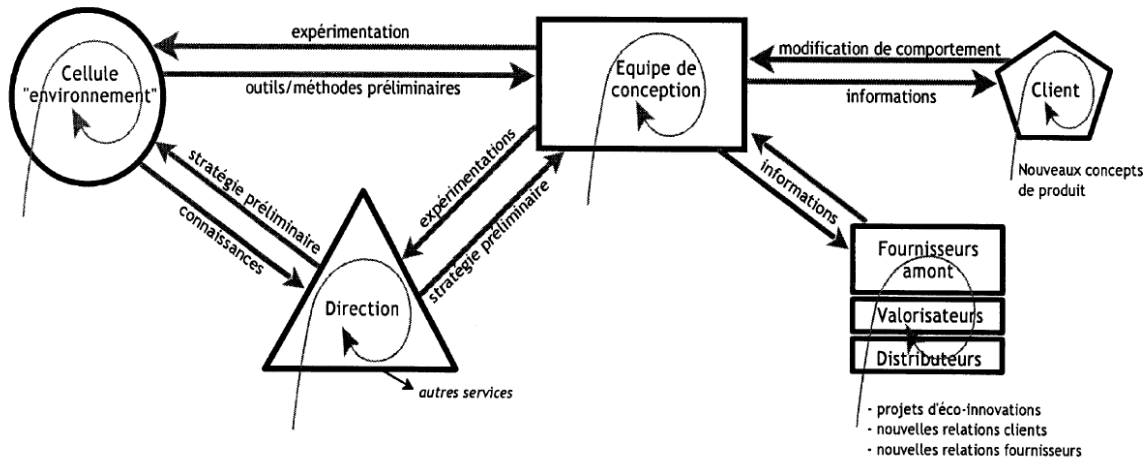 expérimentation
Cellule
"environnement"
outils/méthodes préliminaires
Equipe de
conception
modification de comportement
informations
Client
Nouveaux concepts
de produit
stratégie préliminaire
connaissances
expérimentations
stratégie préliminaire
informations
Direction
autres services
Fournisseurs
amont
Valorisateurs
Distributeurs
- projets d'éco-innovations
- nouvelles relations clients
- nouvelles relations fournisseurs